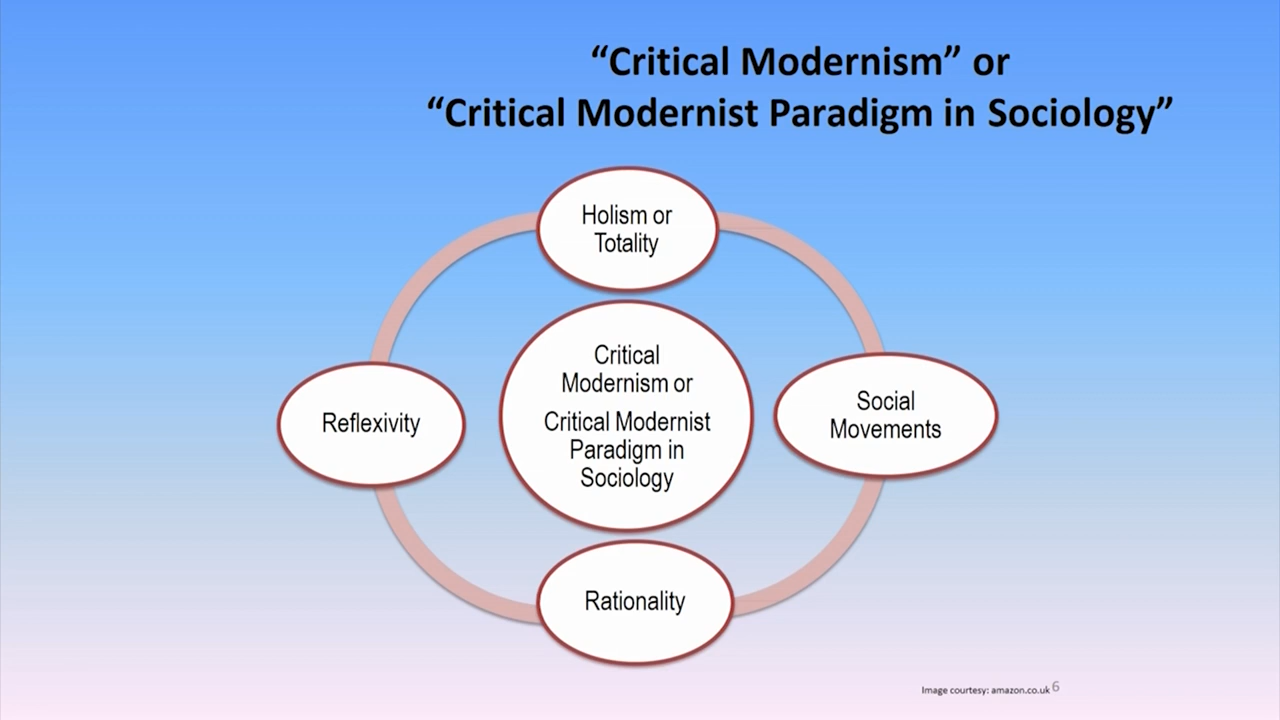 “Critical Modernism” or
“Critical Modernist Paradigm in Sociology”
Holism or
Totality
Critical
Modernism or
Critical Modernist
Paradigm in
Sociology
Reflexivity
Social
Movements
Rationality
Image courtesy: amazon.co.uk 6